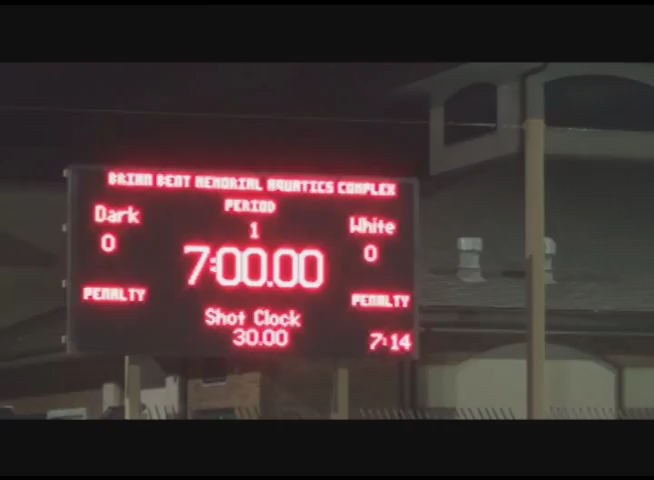 BRIAN BENT MEMORIAL AQUATICS COMPLEX
PERIOD
Dark 1 White
0 7:00.00 0
PENALTY PENALTY
Shot Clock
30.00 7:14